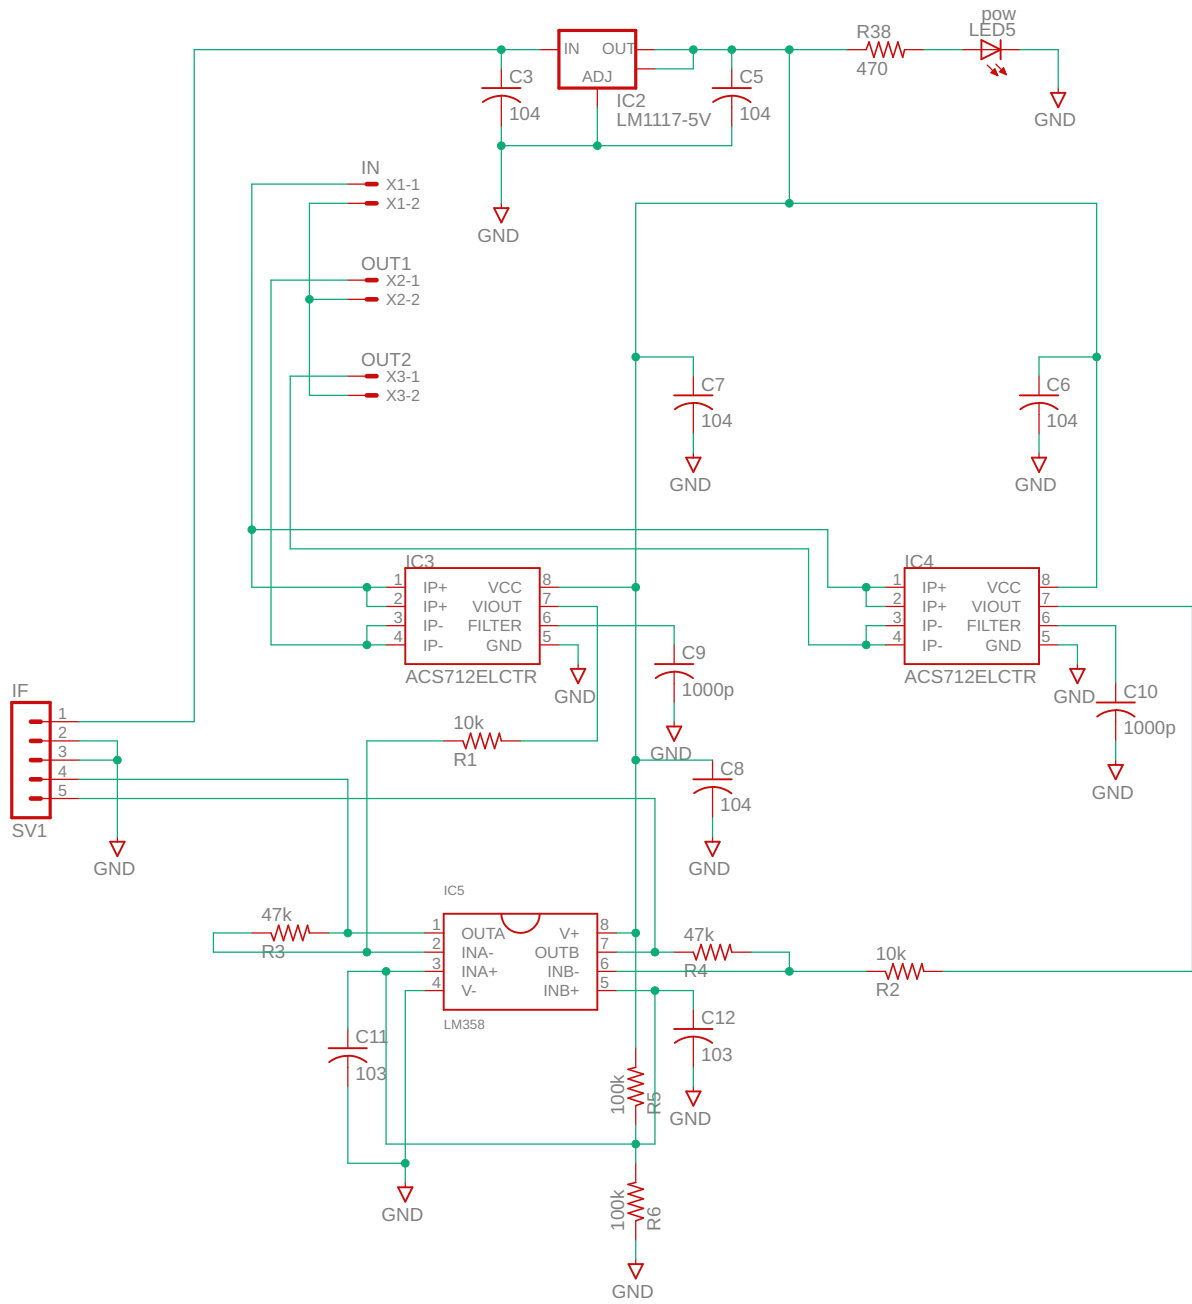 pow
LED5
R38
470
IN
OUT
ADJ
IC2
LM1117-5V
C3
104
C5
104
GND
GND
IN
X1-1
X1-2
OUT1
X2-1
X2-2
OUT2
X3-1
X3-2
C7
104
GND
C6
104
GND
IC3
1 IP+ VCC 8
2 IP+ VIOUT 7
3 IP- FILTER 6
4 IP- GND 5
ACS712ELCTR
GND
C9
1000p
GND
IC4
1 IP+ VCC 8
2 IP+ VIOUT 7
3 IP- FILTER 6
4 IP- GND 5
ACS712ELCTR
GND
C10
1000p
GND
IF
1
2
3
4
5
SV1
GND
10k
R1
C8
104
GND
IC5
1 OUTA V+ 8
2 INA- OUTB 7
3 INA+ INB- 6
4 V- INB+ 5
LM358
47k
R3
47k
R4
10k
R2
C11
103
C12
103
GND
100k
R5
GND
100k
R6
GND